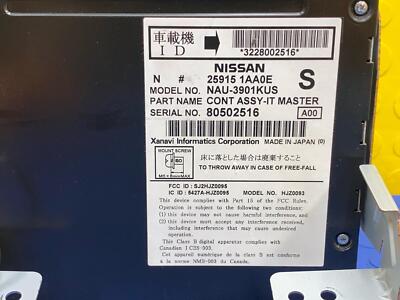 車載機
I D
*3228002516*
NISSAN
N # 25915 1AA0E S
MODEL NO. NAU-3901KUS
PART NAME CONT ASSY-IT MASTER
SERIAL NO. 80502516 A00
Xanavi Informatics Corporation MADE IN JAPAN (0)
MOUNT SCREW
M5×8mmMAX
床に落とした場合は廃棄すること
TO THROW AWAY IN CASE OF FREE-FALL
FCC ID : 5J2HJZ0095
IC ID : 6427A-HJZ0095 MODEL NO. HJZ0093
This device complies with Part 15 of the FCC Rules.
Operation is subject to the following two conditions:
(1) this device may not cause harmful interference, and
(2) this device must accept any interference
received, including interference that may cause
undesired operation.
This Class B digital apparatus complies with
Canadian ICES-003.
Cet appareil numérique de la class B est conforme
à la norme NMB-003 du Canada.